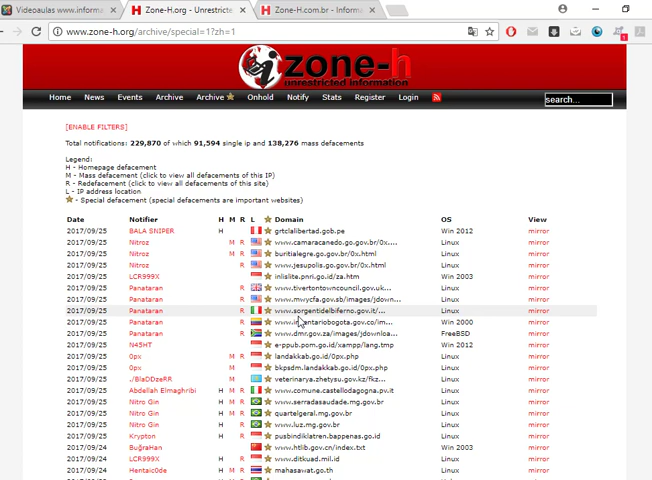 Videoaulas www.informa
Zone-H.org - Unrestricte
Zone-H.com.br - Informa
www.zone-h.org/archive/special=1?zh=1
zone-h
unrestricted information
Home News Events Archive Archive Onhold Notify Stats Register Login search...
[ENABLE FILTERS]
Total notifications: 229,870 of which 91,594 single ip and 138,276 mass defacements
Legend:
H - Homepage defacement
M - Mass defacement (click to view all defacements of this IP)
R - Redefacement (click to view all defacements of this site)
L - IP address location
- Special defacement (special defacements are important websites)
Date Notifier H M R L Domain OS View
2017/09/25 BALA SNIPER H grtclalibertad.gob.pe Win 2012 mirror
2017/09/25 Nitroz M R www.camaracanedo.go.gov.br/0x.... Linux mirror
2017/09/25 Nitroz M R buritialegre.go.gov.br/0x.html Linux mirror
2017/09/25 Nitroz M R www.jesupolis.go.gov.br/0x.html Linux mirror
2017/09/25 LCR999X inlislite.pnri.go.id/za.htm Win 2003 mirror
2017/09/25 Panataran R www.tivertontowncouncil.gov.uk... Linux mirror
2017/09/25 Panataran R www.mwycfa.gov.sb/images/jdown... Linux mirror
2017/09/25 Panataran R www.sorgentidelbiferno.gov.it/... Linux mirror
2017/09/25 Panataran R Win 2000 mirror
2017/09/25 Panataran R www.dmr.gov.za/images/jdownloa... FreeBSD mirror
2017/09/25 N45HT e-ppub.pom.go.id/xampp/lang.tmp Win 2012 mirror
2017/09/25 0px M R landakkab.go.id/0px.php Linux mirror
2017/09/25 0px M bkpsdm.landakkab.go.id/0px.php Linux mirror
2017/09/25 ./BlaDDzeRR M veterinarya.zhetysu.gov.kz/fkz... Linux mirror
2017/09/25 Abdellah Elmaghribi H M R www.comune.castellodagogna.pv.it Linux mirror
2017/09/25 Nitro Gin H M R www.serradasaudade.mg.gov.br Linux mirror
2017/09/25 Nitro Gin H M quartelgeral.mg.gov.br Linux mirror
2017/09/25 Nitro Gin H R www.luz.mg.gov.br Linux mirror
2017/09/25 Krypton H R pusbindiklatren.bappenas.go.id Linux mirror
2017/09/24 BuğraHan www.htlib.gov.cn/index.txt Win 2003 mirror
2017/09/24 LCR999X H M R www.ditkuad.mil.id Linux mirror
2017/09/24 Hentaic0de H M R mahasawat.go.th Linux mirror